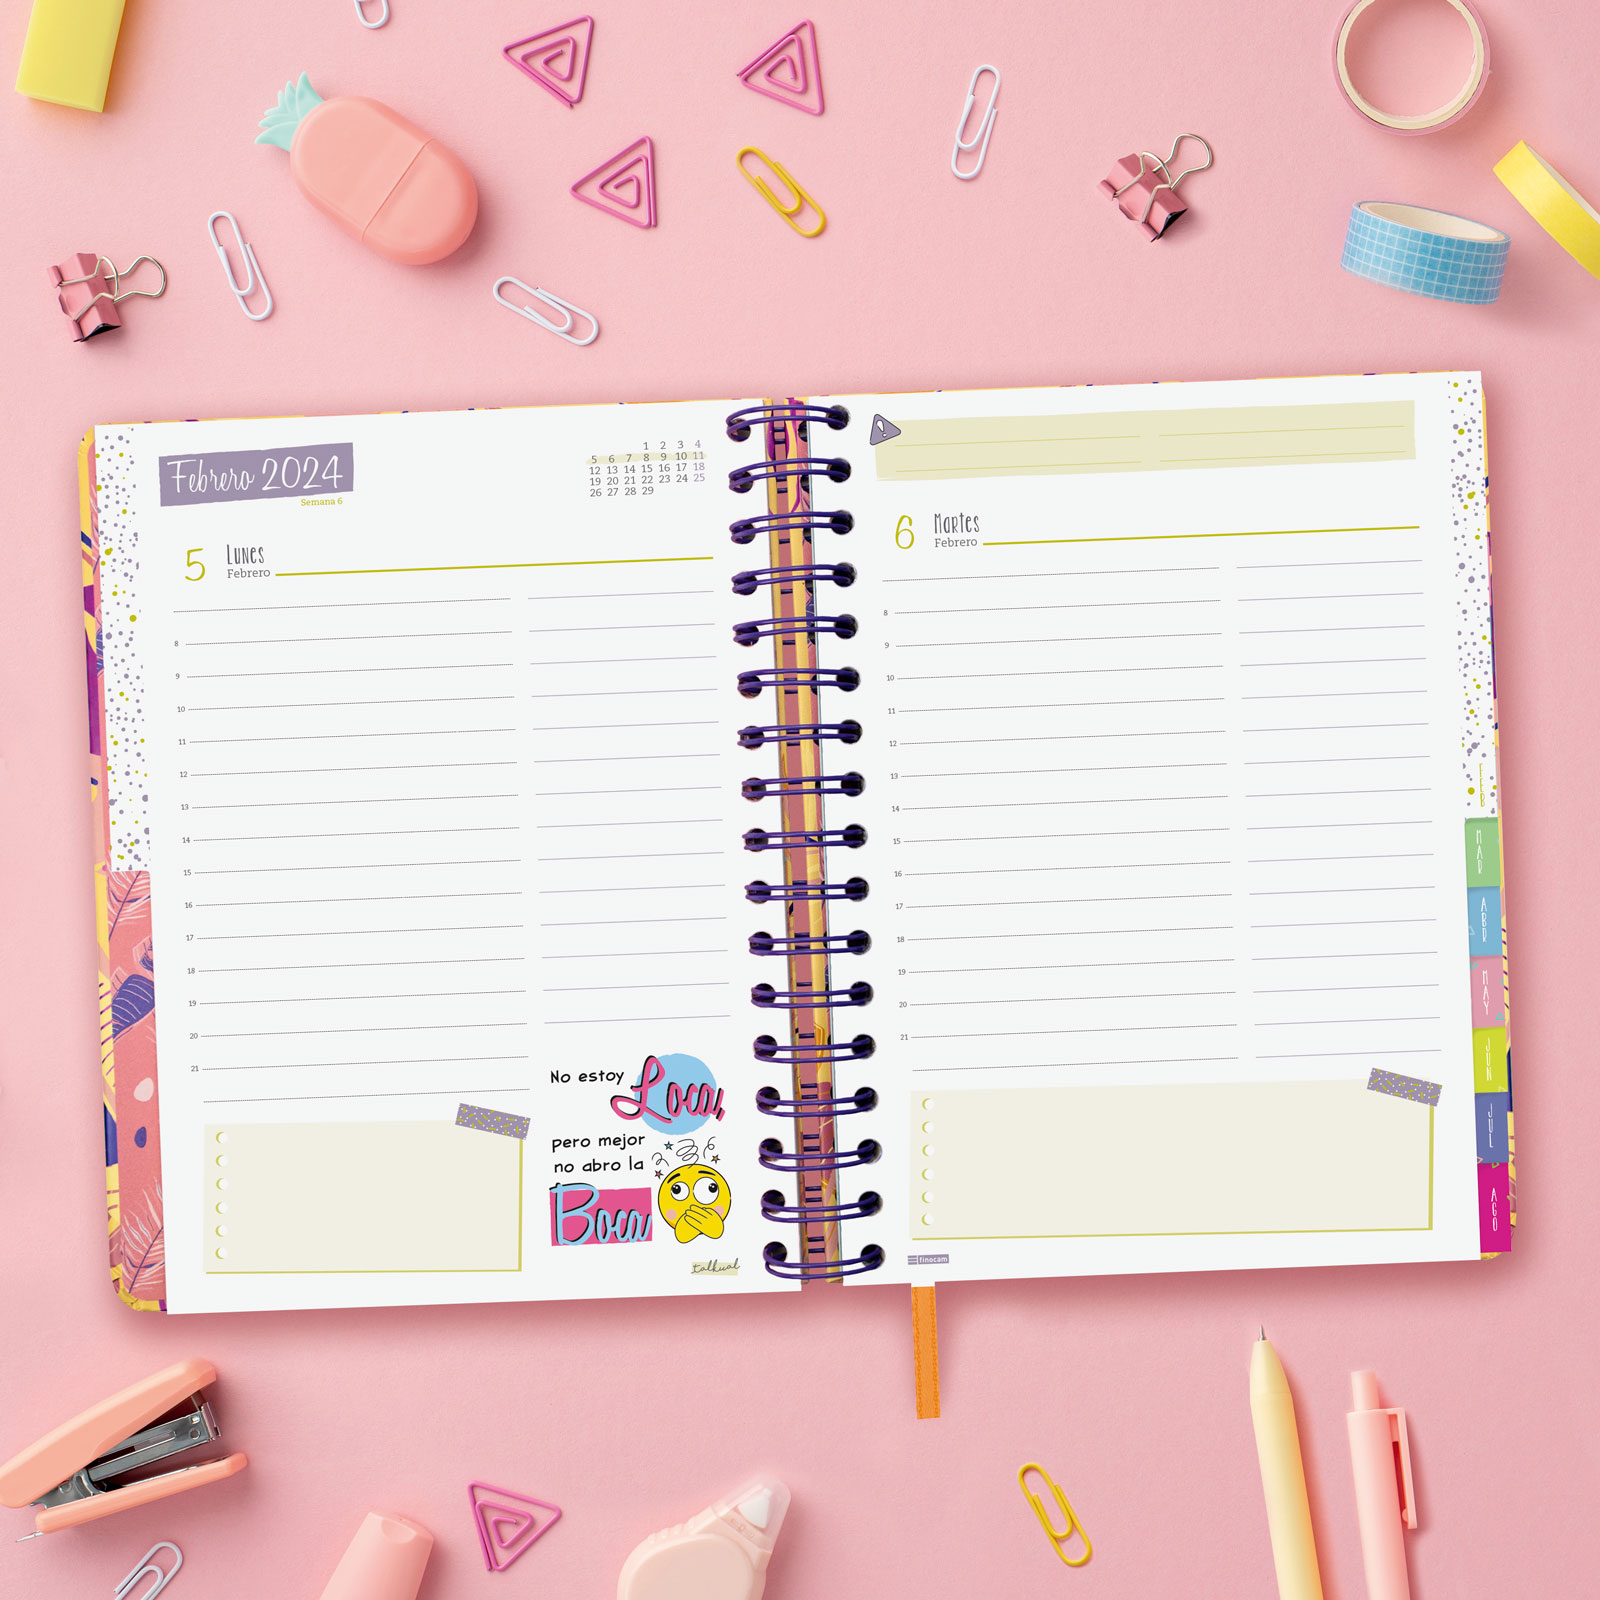 Febrero 2024
Semana 6
1 2 3 4
5 6 7 8 9 10 11
12 13 14 15 16 17 18
19 20 21 22 23 24 25
26 27 28 29
5 Lunes
Febrero
8
9
10
11
12
13
14
15
16
17
18
19
20
21
No estoy
Loca,
pero mejor
no abro la
Boca
talkual
6 Martes
Febrero
8
9
10
11
12
13
14
15
16
17
18
19
20
21
finocam
FEB
MAR
ABR
MAY
JUN
JUL
AGO